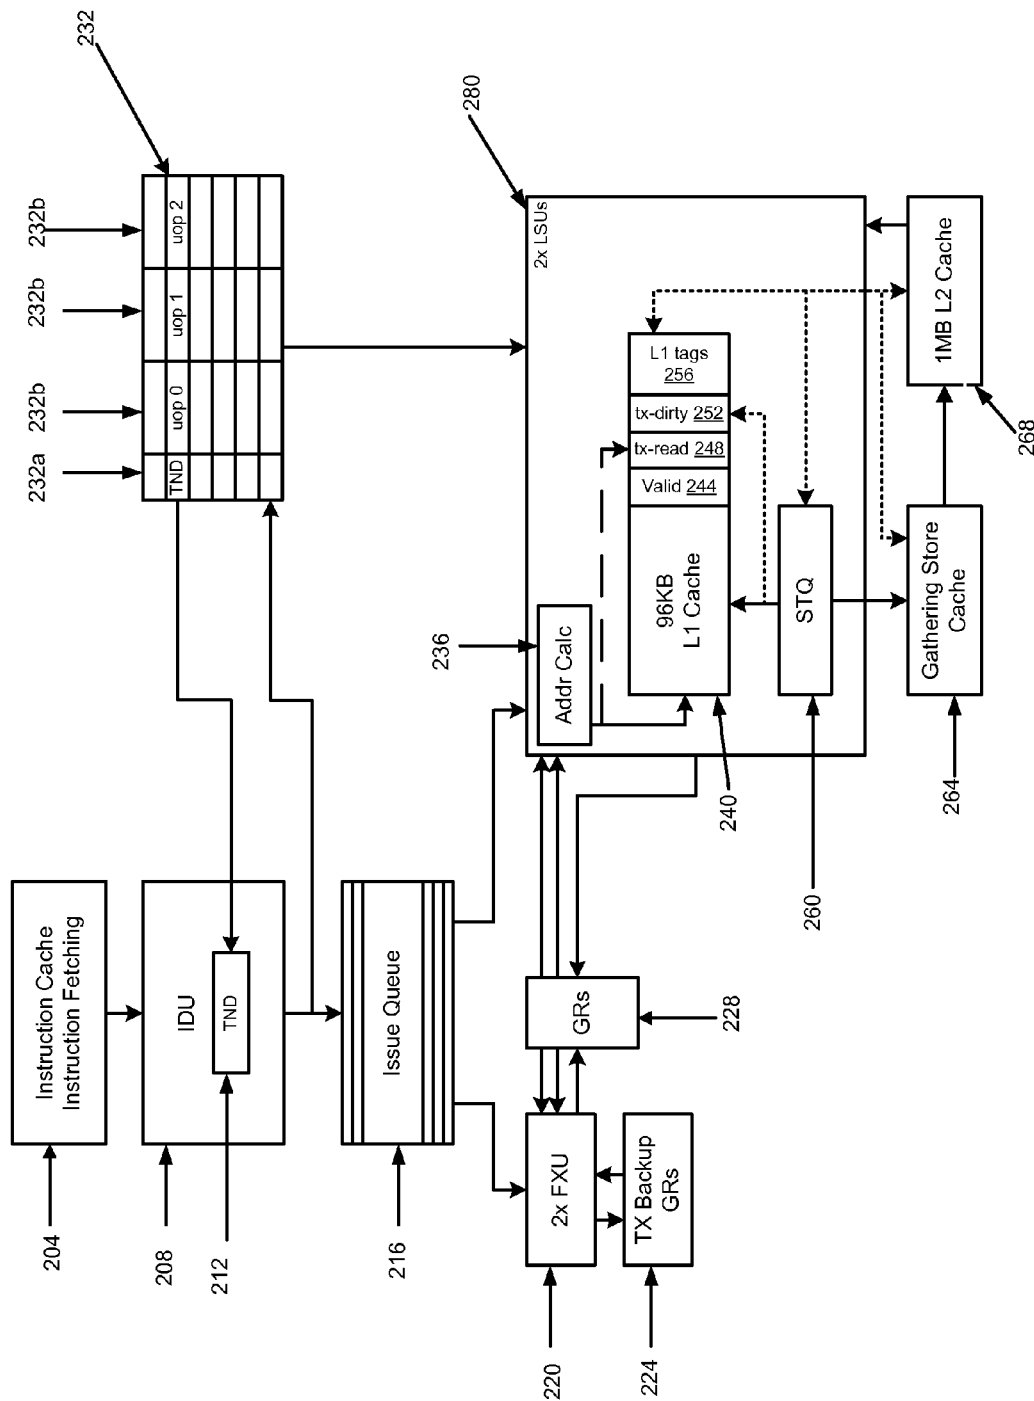 232
232b
232b
232b
232a
TND
uop 0
uop 1
uop 2
204
Instruction Cache
Instruction Fetching
208
IDU
212
TND
216
Issue Queue
220
2x FXU
224
TX Backup
GRs
228
GRs
280
2x LSUs
236
Addr Calc
240
96KB
L1 Cache
Valid 244
tx-read 248
tx-dirty 252
L1 tags
256
260
STQ
264
Gathering Store
Cache
268
1MB L2 Cache